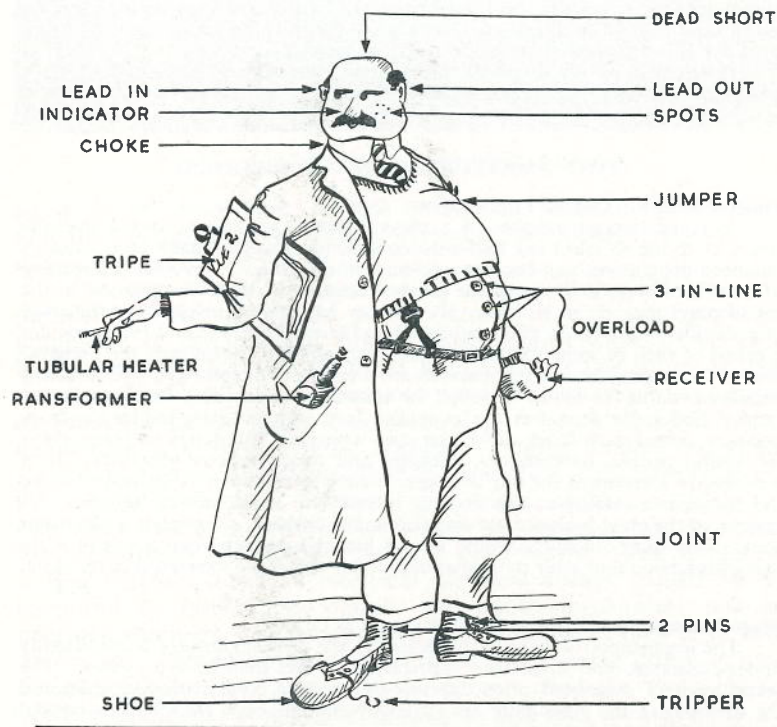 DEAD SHORT
LEAD IN
LEAD OUT
INDICATOR
SPOTS
CHOKE
JUMPER
TRIPE
3-IN-LINE
OVERLOAD
TUBULAR HEATER
RECEIVER
RANSFORMER
JOINT
2 PINS
SHOE
TRIPPER